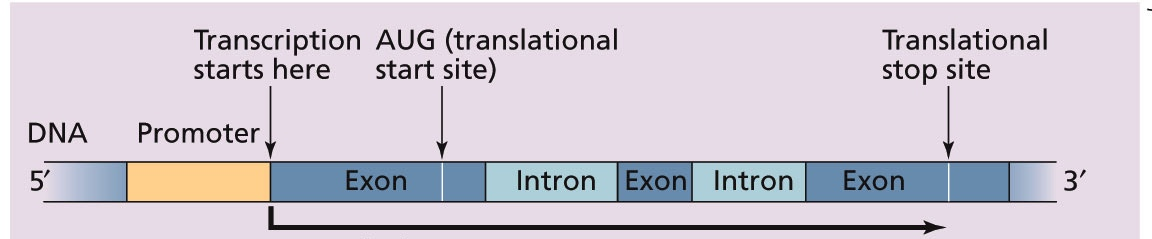 Transcription AUG (translational Translational
starts here start site) stop site
DNA Promoter
5′ Exon Intron Exon Intron Exon 3′